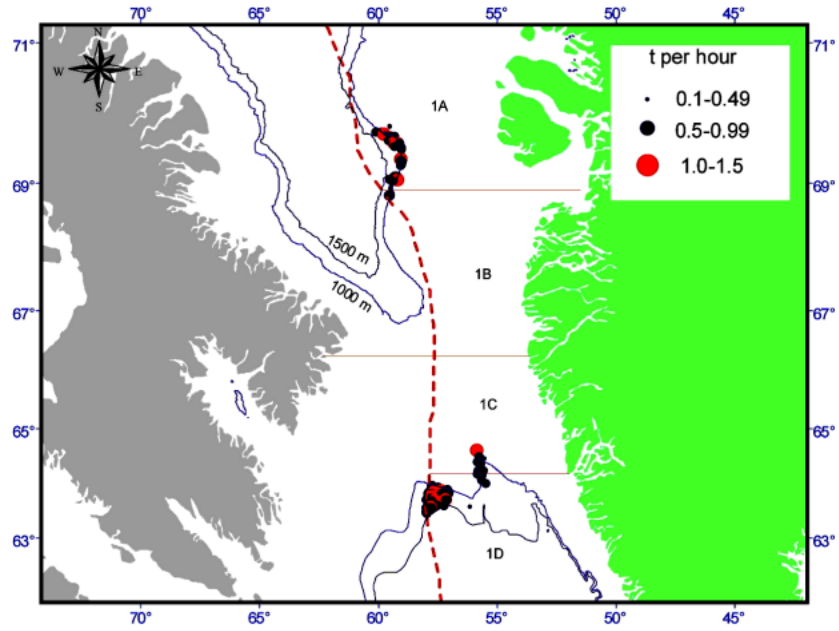 70° 65° 60° 55° 50° 45°
71° 71°
N
W E
S
t per hour
0.1-0.49
0.5-0.99
1.0-1.5
1A
69° 69°
1500 m
1000 m
1B
67° 67°
1C
65° 65°
63° 63°
1D
70° 65° 60° 55° 50° 45°